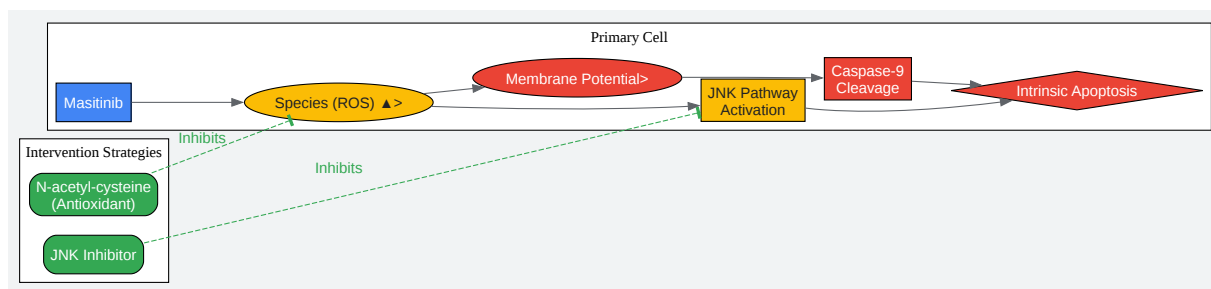 Primary Cell
Masitinib
Species (ROS) ▲>
Membrane Potential>
JNK Pathway
Activation
Caspase-9
Cleavage
Intrinsic Apoptosis
Inhibits
Inhibits
Intervention Strategies
N-acetyl-cysteine
(Antioxidant)
JNK Inhibitor